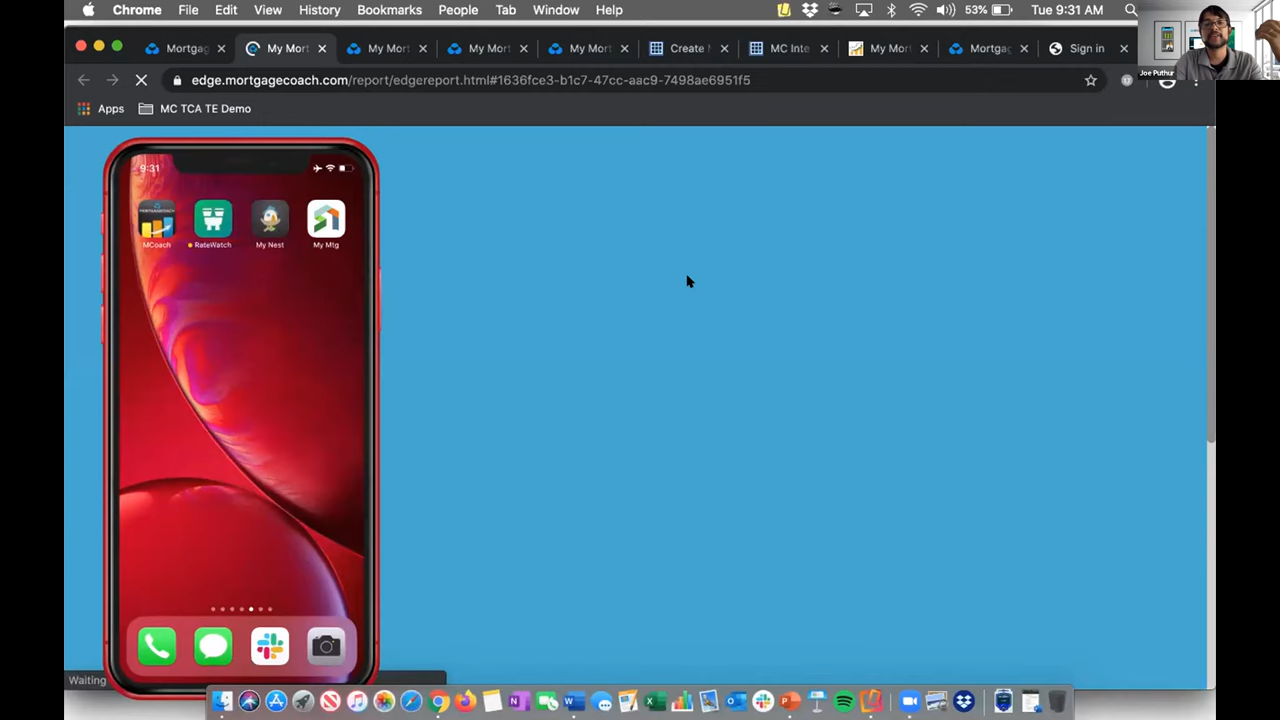 Chrome File Edit View History Bookmarks People Tab Window Help 53% Tue 9:31 AM
Mortgag My Mort My Mort My Mort My Mort Create MC Inte My Mort Mortgag Sign in
Joe Puthur
edge.mortgagecoach.com/report/edgereport.html#1636fce3-b1c7-47cc-aac9-7498ae6951f5
Apps MC TCA TE Demo
9:31
MCoach RateWatch My Nest My Mtg
Waiting